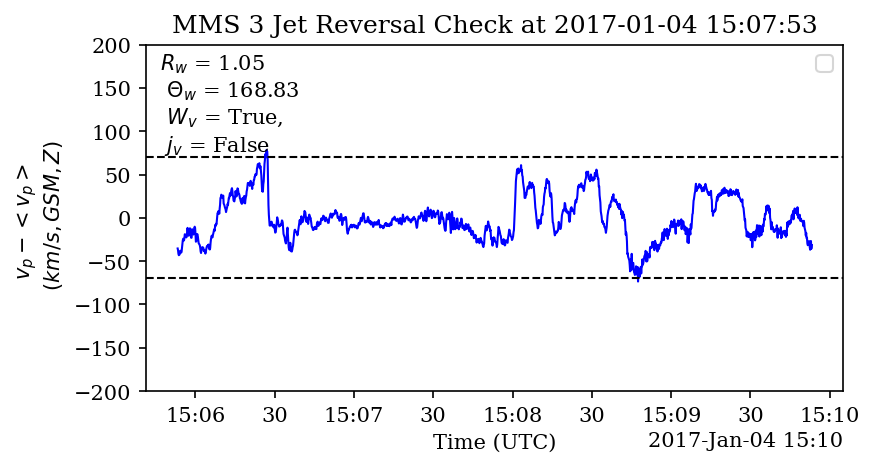 MMS 3 Jet Reversal Check at 2017-01-04 15:07:53
200
150
100
50
0
−50
−100
−150
−200
v_p − < v_p >
(km/s, GSM, Z)
R_w = 1.05
Θ_w = 168.83
W_v = True,
j_v = False
15:06 30 15:07 30 15:08 30 15:09 30 15:10
Time (UTC)
2017-Jan-04 15:10